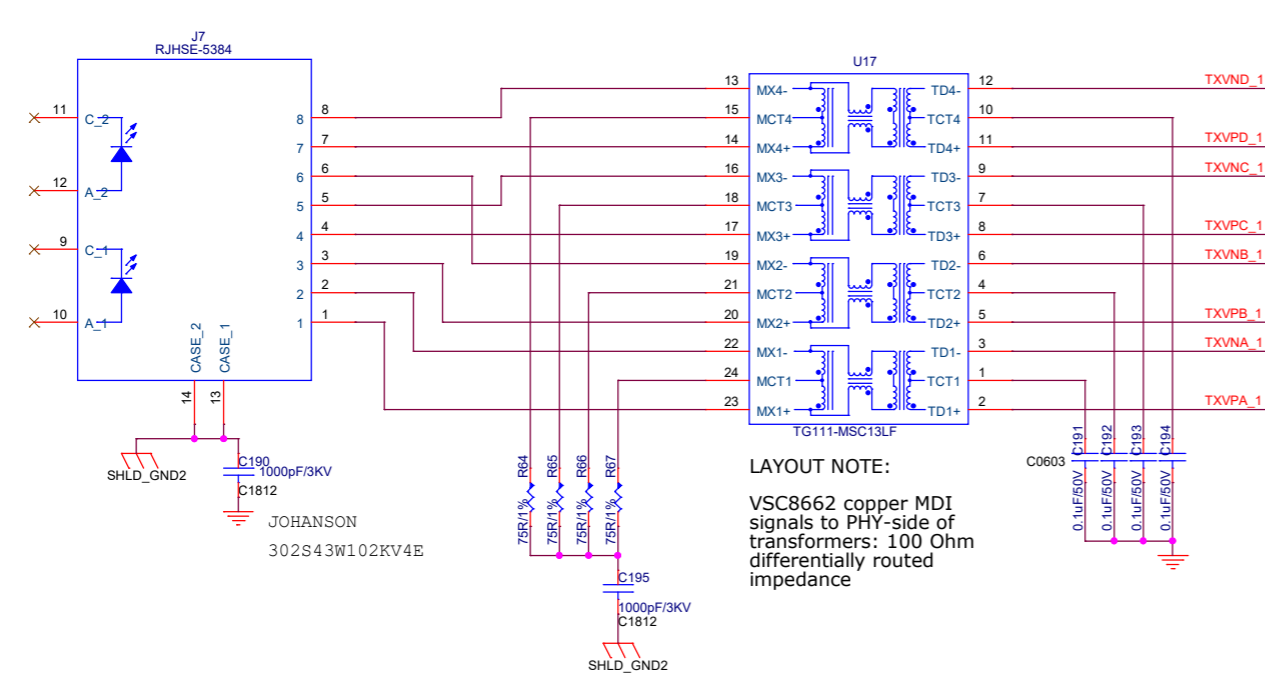 J7
RJHSE-5384
11 C_2
12 A_2
9 C_1
10 A_1
8 8
7 7
6 6
5 5
4 4
3 3
2 2
1 1
CASE_2
CASE_1
14
13
SHLD_GND2
C190
1000pF/3KV
C1812
JOHANSON
302S43W102KV4E
U17
13 MX4- TD4- 12 TXVND_1
15 MCT4 TCT4 10
14 MX4+ TD4+ 11 TXVPD_1
16 MX3- TD3- 9 TXVNC_1
18 MCT3 TCT3 7
17 MX3+ TD3+ 8 TXVPC_1
19 MX2- TD2- 6 TXVNB_1
21 MCT2 TCT2 4
20 MX2+ TD2+ 5 TXVPB_1
22 MX1- TD1- 3 TXVNA_1
24 MCT1 TCT1 1
23 MX1+ TD1+ 2 TXVPA_1
TG111-MSC13LF
R64
75R/1%
R65
75R/1%
R66
75R/1%
R67
75R/1%
C195
1000pF/3KV
C1812
SHLD_GND2
LAYOUT NOTE:
VSC8662 copper MDI
signals to PHY-side of
transformers: 100 Ohm
differentially routed
impedance
C0603
C191
0.1uF/50V
C192
0.1uF/50V
C193
0.1uF/50V
C194
0.1uF/50V